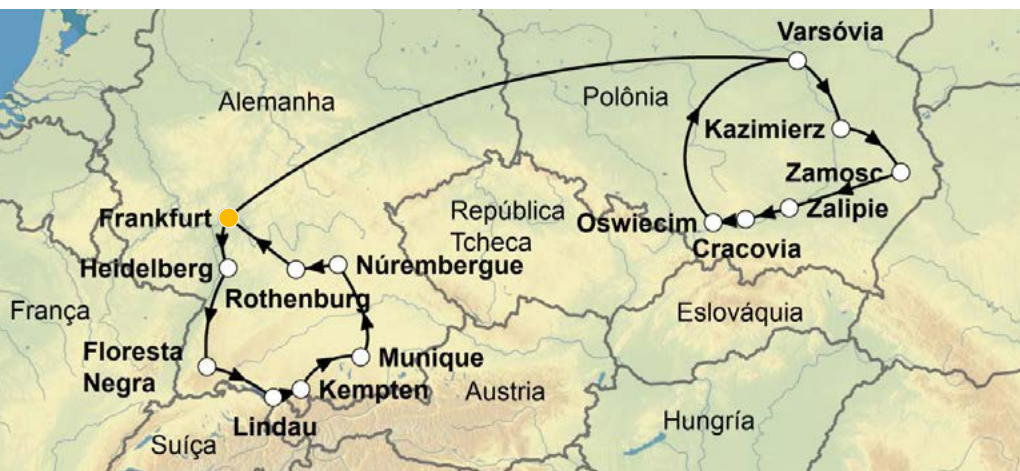 Varsóvia
Alemanha
Polônia
Kazimierz
Zamosc
Frankfurt
República
Tcheca
Oswiecim
Zalipie
Cracovia
Heidelberg
Núrembergue
Rothenburg
França
Eslováquia
Floresta
Negra
Munique
Kempten
Austria
Lindau
Hungría
Suíça